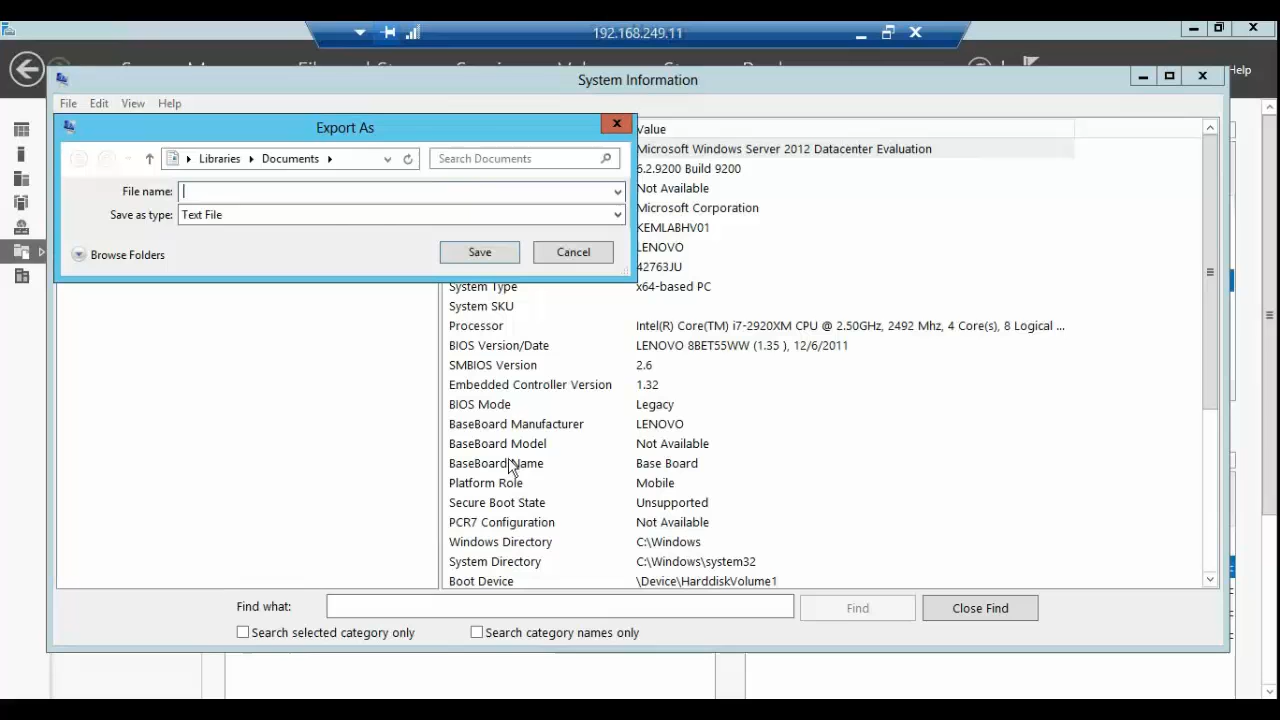 192.168.249.11
Help
System Information
File Edit View Help
Export As
Libraries Documents
Search Documents
File name:
Save as type: Text File
Browse Folders
Save
Cancel
Value
Microsoft Windows Server 2012 Datacenter Evaluation
6.2.9200 Build 9200
Not Available
Microsoft Corporation
KEMLABHV01
LENOVO
42763JU
System Type x64-based PC
System SKU
Processor Intel(R) Core(TM) i7-2920XM CPU @ 2.50GHz, 2492 Mhz, 4 Core(s), 8 Logical ...
BIOS Version/Date LENOVO 8BET55WW (1.35 ), 12/6/2011
SMBIOS Version 2.6
Embedded Controller Version 1.32
BIOS Mode Legacy
BaseBoard Manufacturer LENOVO
BaseBoard Model Not Available
BaseBoard Name Base Board
Platform Role Mobile
Secure Boot State Unsupported
PCR7 Configuration Not Available
Windows Directory C:\Windows
System Directory C:\Windows\system32
Boot Device \Device\HarddiskVolume1
Find what:
Find
Close Find
Search selected category only
Search category names only